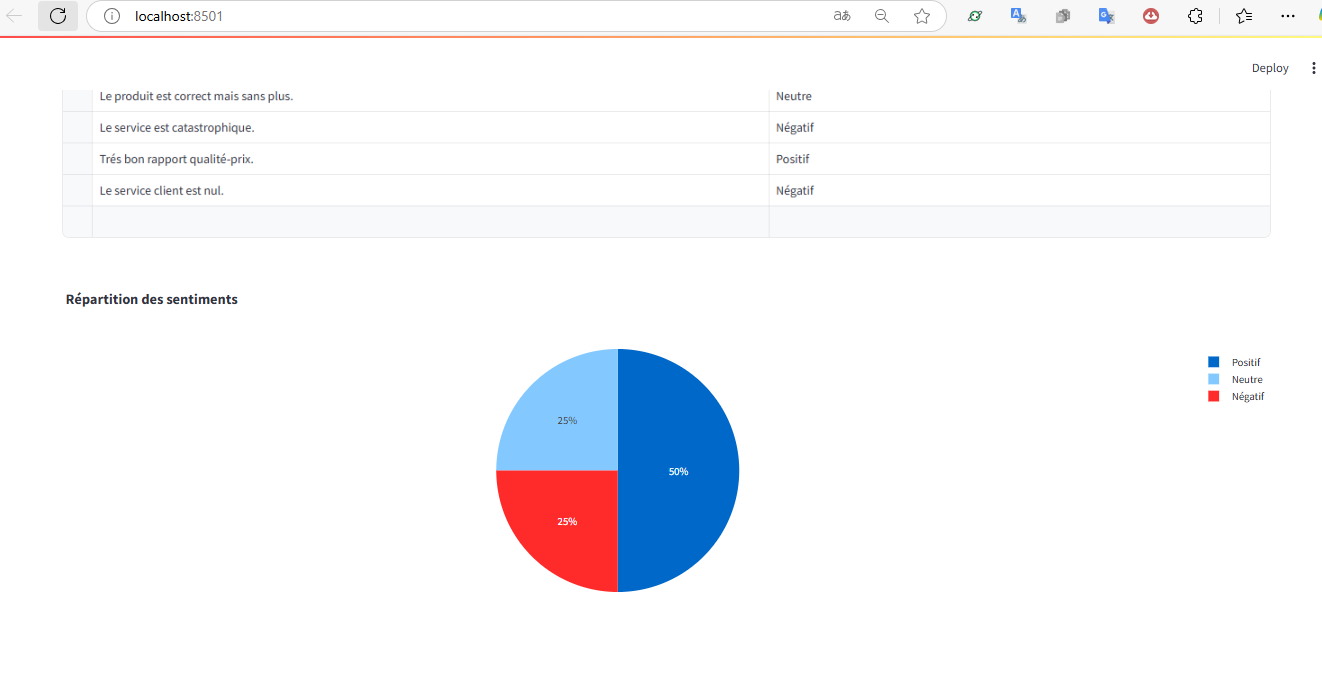 localhost:8501
Deploy
Le produit est correct mais sans plus. Neutre
Le service est catastrophique. Négatif
Trés bon rapport qualité-prix. Positif
Le service client est nul. Négatif
Répartition des sentiments
Positif
Neutre
Négatif
25%
50%
25%